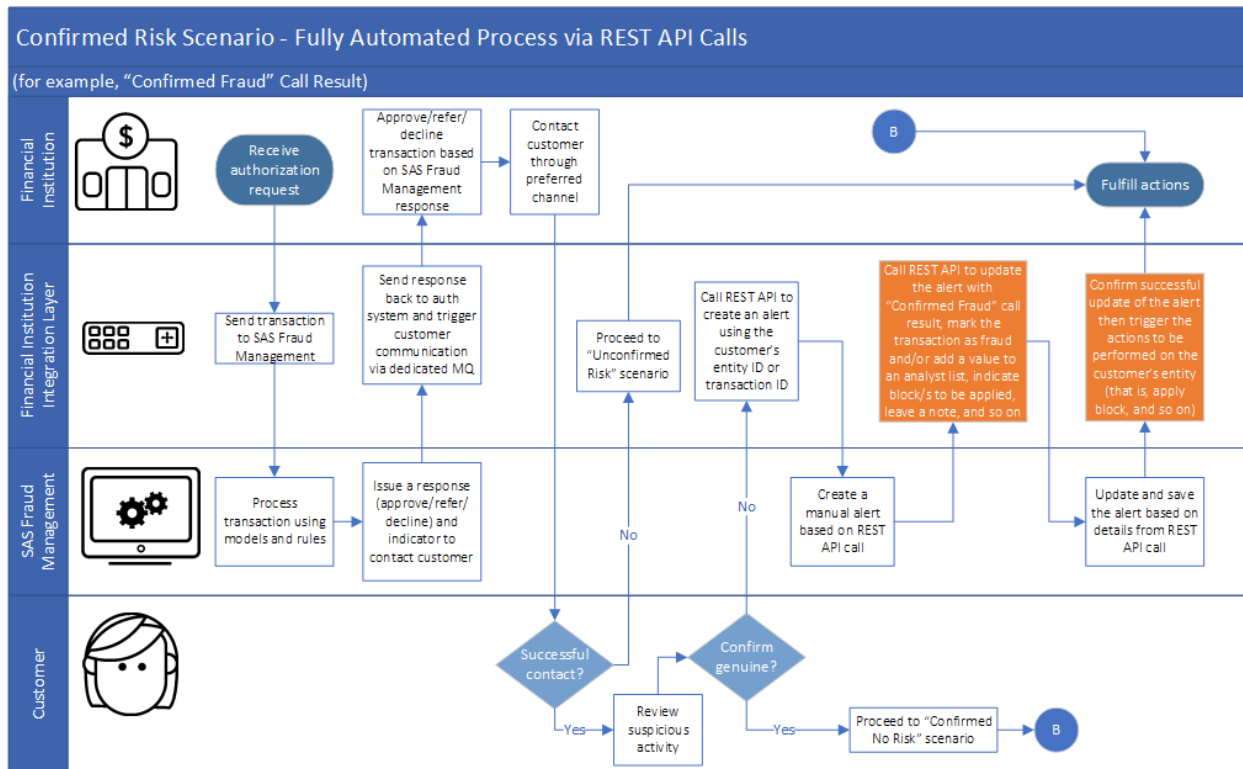 Confirmed Risk Scenario - Fully Automated Process via REST API Calls
(for example, “Confirmed Fraud” Call Result)
Financial
Institution
$
Receive
authorization
request
Approve/refer/
decline
transaction based
on SAS Fraud
Management
response
Contact
customer
through
preferred
channel
B
Fulfill actions
Financial Institution
Integration Layer
Send transaction
to SAS Fraud
Management
Send response
back to auth
system and trigger
customer
communication
via dedicated MQ
Proceed to
“Unconfirmed
Risk” scenario
Call REST API to
create an alert
using the
customer’s
entity ID or
transaction ID
Call REST API to update
the alert with
“Confirmed Fraud” call
result, mark the
transaction as fraud
and/or add a value to
an analyst list, indicate
block/s to be applied,
leave a note, and so on
Confirm successful
update of the alert
then trigger the
actions to be
performed on the
customer’s entity
(that is, apply
block, and so on)
SAS Fraud
Management
Process
transaction using
models and rules
Issue a response
(approve/refer/
decline) and
indicator to
contact customer
No
No
Create a
manual alert
based on REST
API call
Update and save
the alert based on
details from REST
API call
Customer
Successful
contact?
Yes
Review
suspicious
activity
Confirm
genuine?
Yes
Proceed to “Confirmed
No Risk” scenario
B